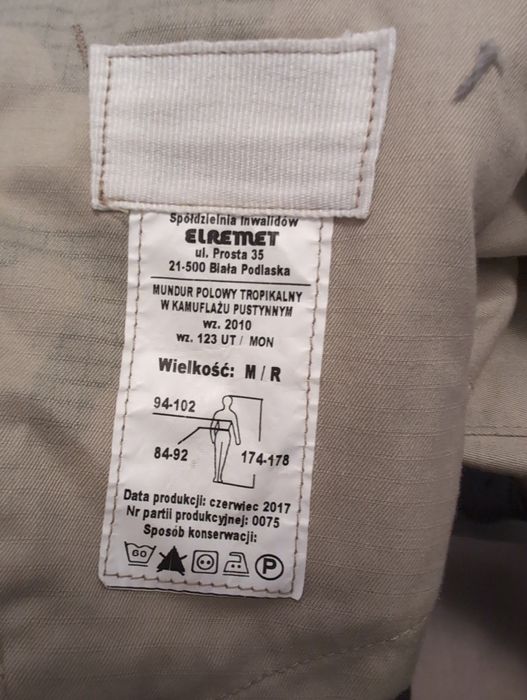 Spółdzielnia Inwalidów
ELREMET
ul. Prosta 35
21-500 Biała Podlaska
MUNDUR POLOWY TROPIKALNY
W KAMUFLAŻU PUSTYNNYM
wz. 2010
wz. 123 UT / MON
Wielkość: M / R
94-102
84-92
174-178
Data produkcji: czerwiec 2017
Nr partii produkcyjnej: 0075
Sposób konserwacji:
60 P